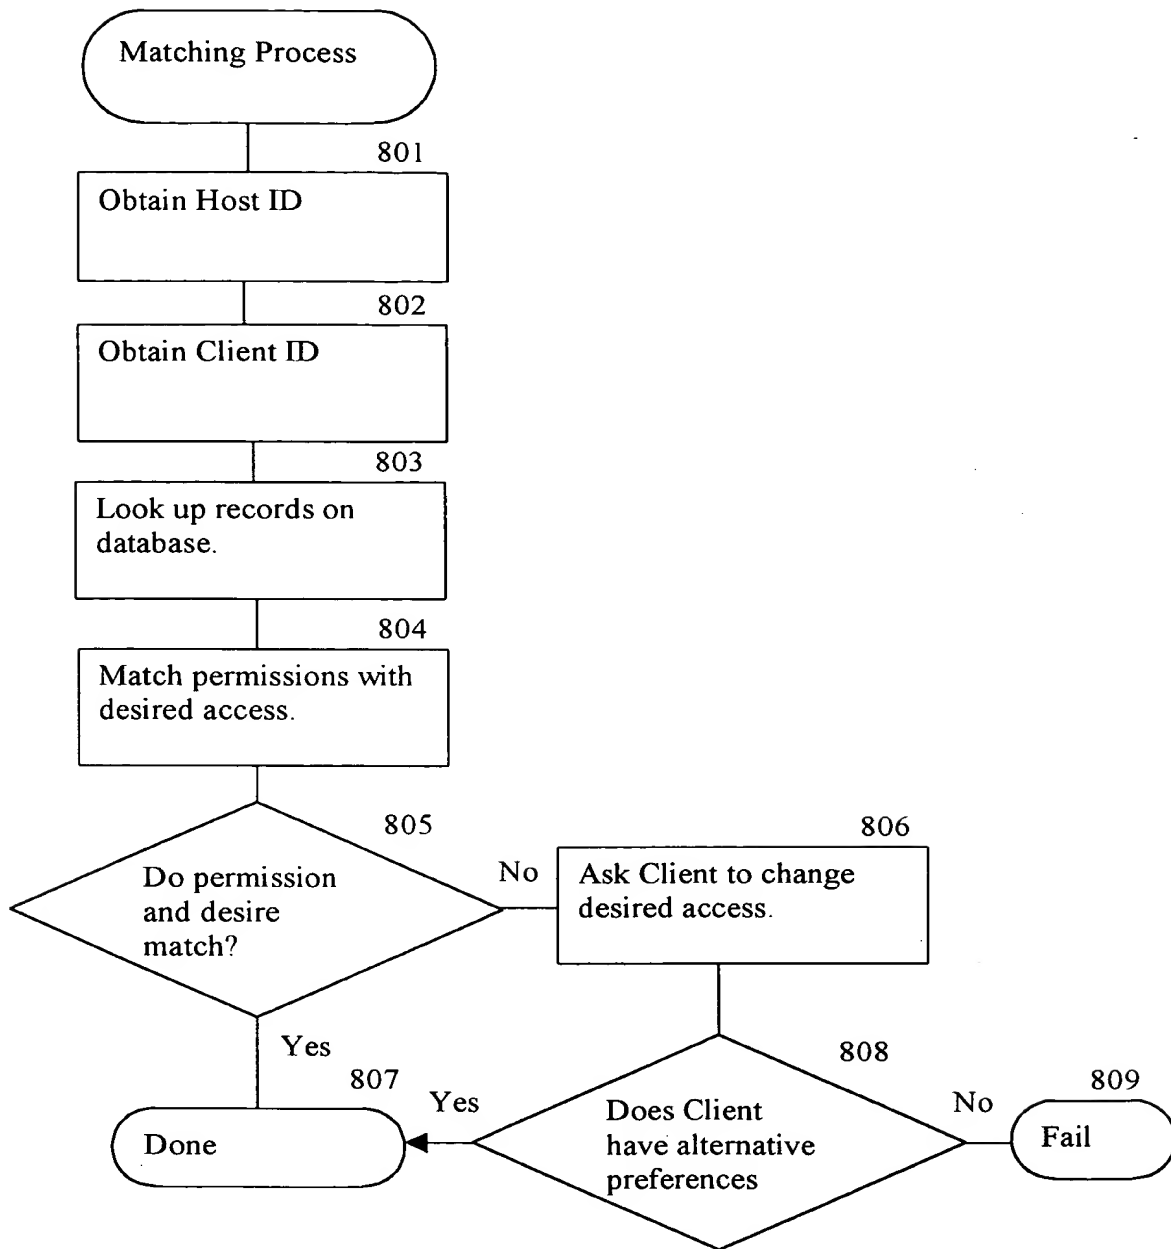 Matching Process
801
Obtain Host ID
802
Obtain Client ID
803
Look up records on
database.
804
Match permissions with
desired access.
805
Do permission
and desire
match?
No
806
Ask Client to change
desired access.
Yes
807
Done
Yes
808
Does Client
have alternative
preferences
No
809
Fail